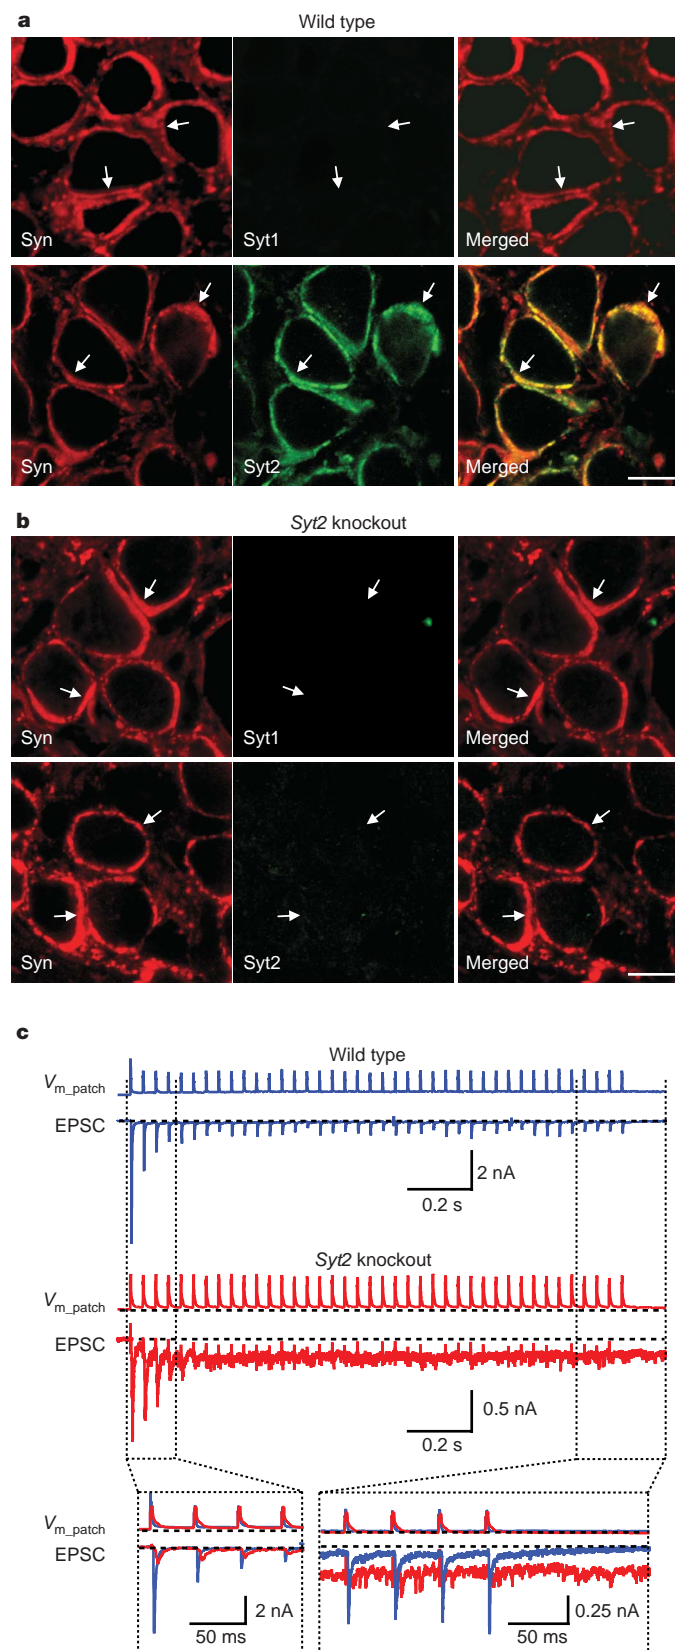 a
Wild type
Syn
Syt1
Merged
Syn
Syt2
Merged
b
Syt2 knockout
Syn
Syt1
Merged
Syn
Syt2
Merged
c
Wild type
Vm_patch
EPSC
2 nA
0.2 s
Syt2 knockout
Vm_patch
EPSC
0.5 nA
0.2 s
Vm_patch
EPSC
2 nA
50 ms
0.25 nA
50 ms